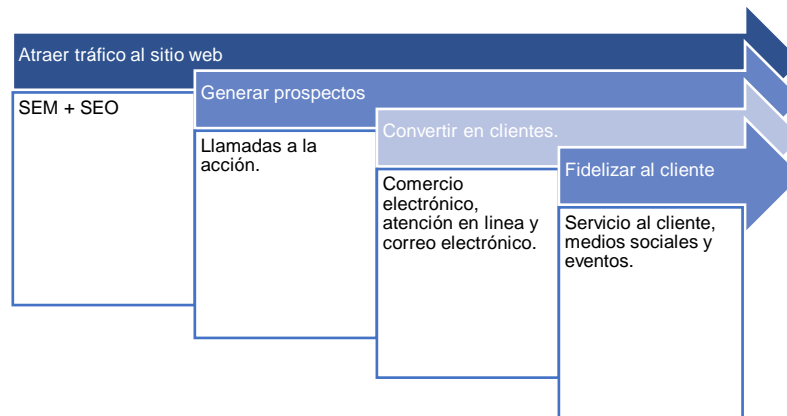 Atraer tráfico al sitio web
SEM + SEO
Generar prospectos
Llamadas a la
acción.
Convertir en clientes.
Comercio
electrónico,
atención en linea y
correo electrónico.
Fidelizar al cliente
Servicio al cliente,
medios sociales y
eventos.